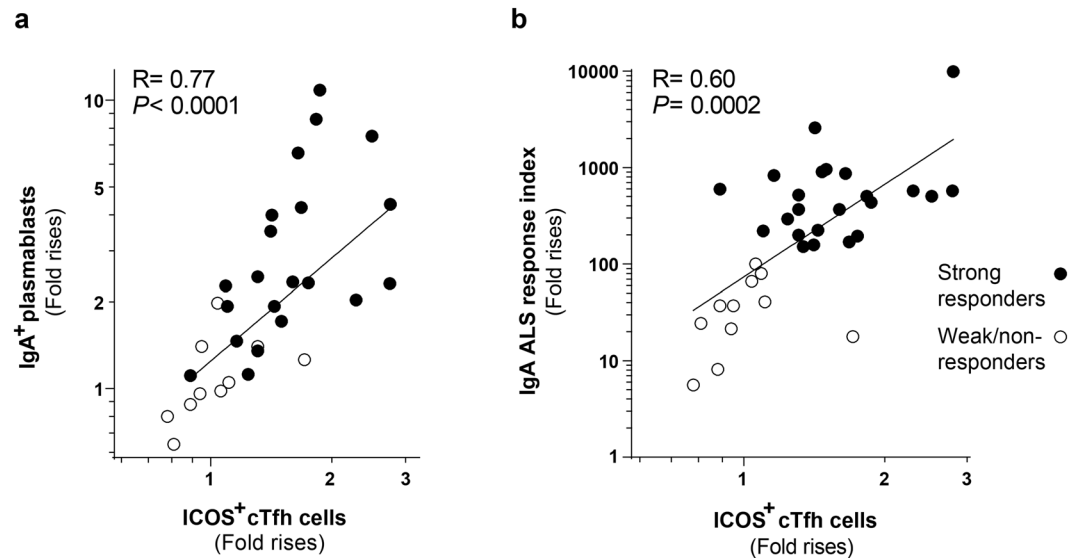 a
R= 0.77
P< 0.0001
10
5
2
1
IgA+ plasmablasts
(Fold rises)
1
2
3
ICOS+ cTfh cells
(Fold rises)
b
R= 0.60
P= 0.0002
10000
1000
100
10
1
IgA ALS response index
(Fold rises)
1
2
3
ICOS+ cTfh cells
(Fold rises)
Strong
responders
Weak/non-
responders